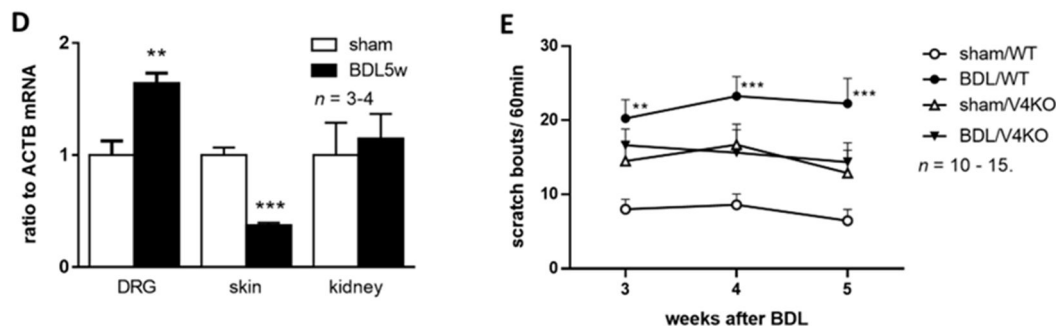 D
ratio to ACTB mRNA
2
1
0
**
***
sham
BDL5w
n = 3-4
DRG
skin
kidney
E
scratch bouts/ 60min
30
20
10
0
**
***
***
3
4
5
weeks after BDL
sham/WT
BDL/WT
sham/V4KO
BDL/V4KO
n = 10 - 15.